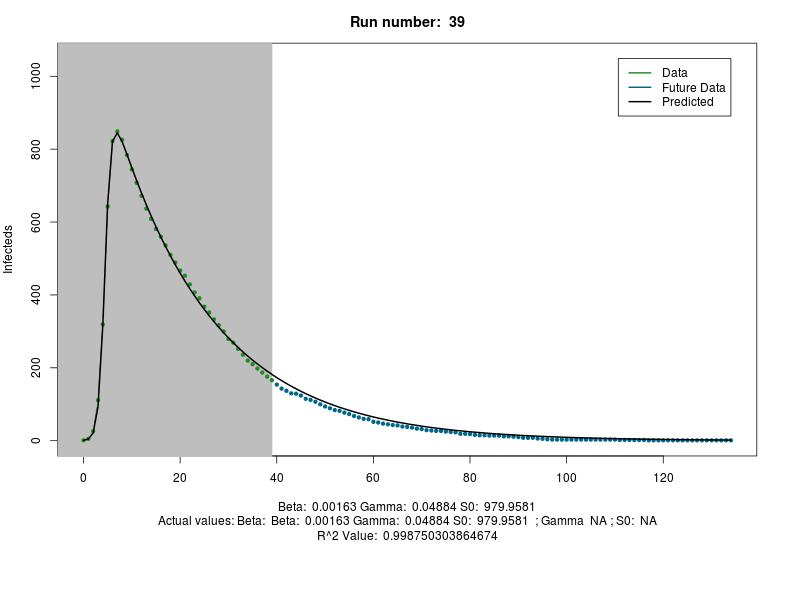 Run number:  39
Data
Future Data
Predicted
Infecteds
1000
800
600
400
200
0
0 20 40 60 80 100 120
Beta:  0.00163 Gamma:  0.04884 S0:  979.9581
Actual values: Beta:  Beta:  0.00163 Gamma:  0.04884 S0:  979.9581  ; Gamma  NA ; S0:  NA
R^2 Value:  0.998750303864674